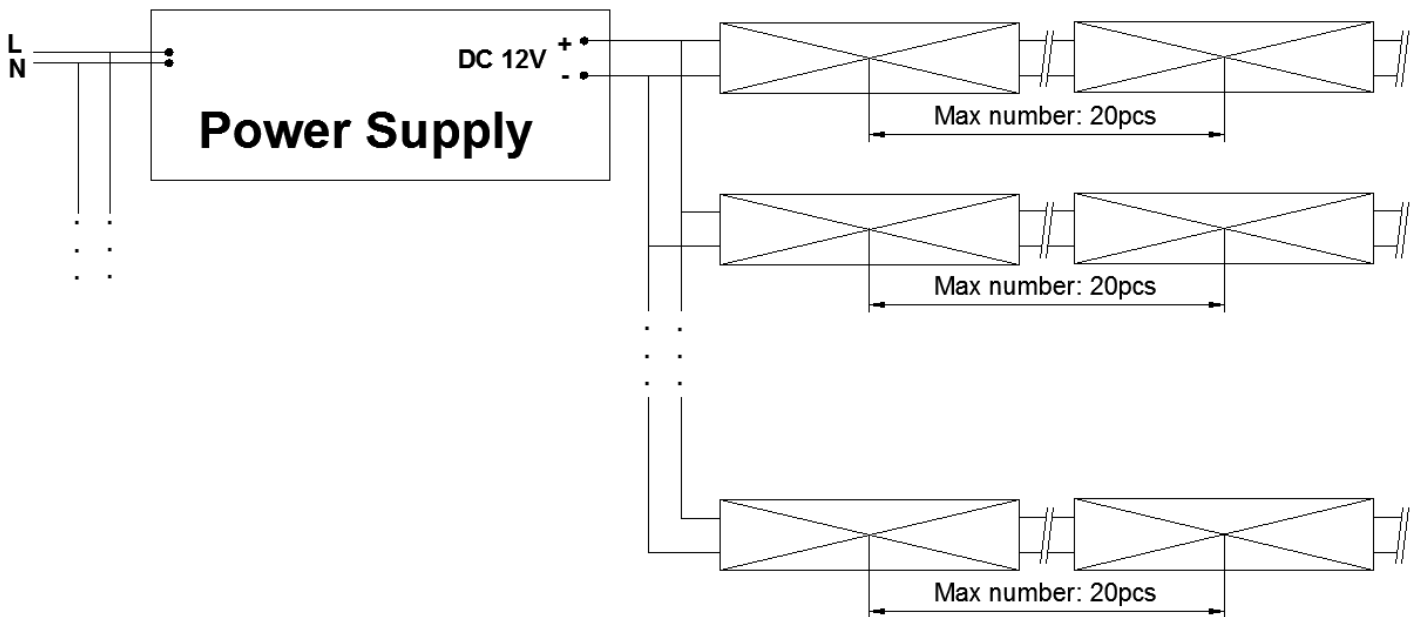 L
N
DC 12V
+
-
Power Supply
Max number: 20pcs
Max number: 20pcs
Max number: 20pcs